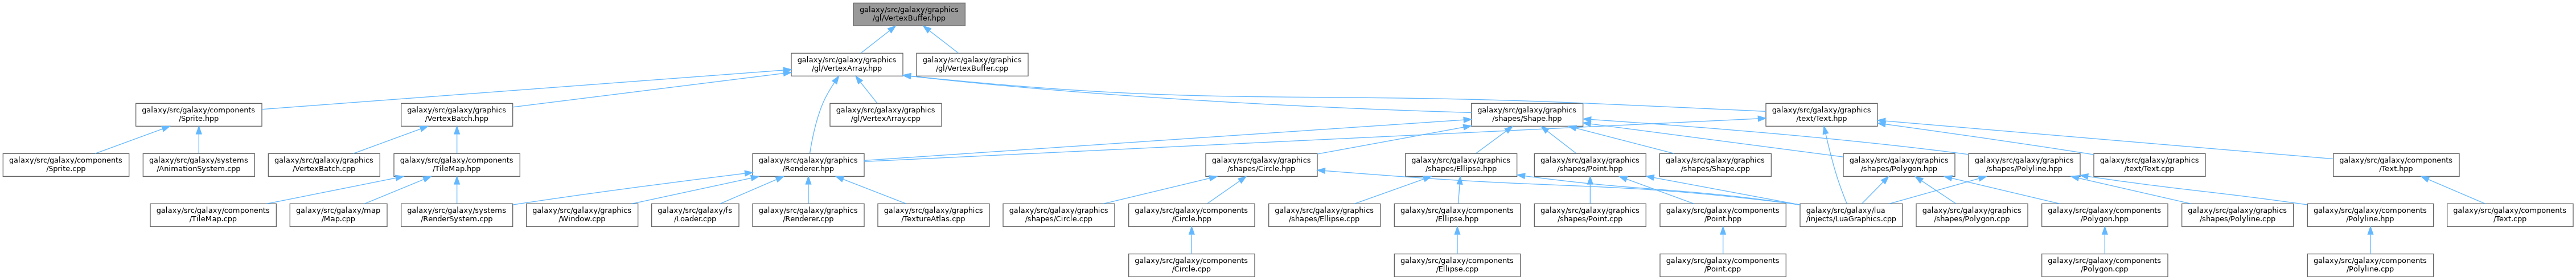 galaxy/src/galaxy/graphics
/gl/VertexBuffer.hpp
galaxy/src/galaxy/graphics
/gl/VertexArray.hpp
galaxy/src/galaxy/graphics
/gl/VertexBuffer.cpp
galaxy/src/galaxy/components
/Sprite.hpp
galaxy/src/galaxy/graphics
/VertexBatch.hpp
galaxy/src/galaxy/graphics
/gl/VertexArray.cpp
galaxy/src/galaxy/graphics
/shapes/Shape.hpp
galaxy/src/galaxy/graphics
/text/Text.hpp
galaxy/src/galaxy/components
/Sprite.cpp
galaxy/src/galaxy/systems
/AnimationSystem.cpp
galaxy/src/galaxy/graphics
/VertexBatch.cpp
galaxy/src/galaxy/components
/TileMap.hpp
galaxy/src/galaxy/graphics
/Renderer.hpp
galaxy/src/galaxy/graphics
/shapes/Circle.hpp
galaxy/src/galaxy/graphics
/shapes/Ellipse.hpp
galaxy/src/galaxy/graphics
/shapes/Point.hpp
galaxy/src/galaxy/graphics
/shapes/Shape.cpp
galaxy/src/galaxy/graphics
/shapes/Polygon.hpp
galaxy/src/galaxy/graphics
/shapes/Polyline.hpp
galaxy/src/galaxy/graphics
/text/Text.cpp
galaxy/src/galaxy/components
/Text.hpp
galaxy/src/galaxy/components
/TileMap.cpp
galaxy/src/galaxy/map
/Map.cpp
galaxy/src/galaxy/systems
/RenderSystem.cpp
galaxy/src/galaxy/graphics
/Window.cpp
galaxy/src/galaxy/fs
/Loader.cpp
galaxy/src/galaxy/graphics
/Renderer.cpp
galaxy/src/galaxy/graphics
/TextureAtlas.cpp
galaxy/src/galaxy/graphics
/shapes/Circle.cpp
galaxy/src/galaxy/components
/Circle.hpp
galaxy/src/galaxy/graphics
/shapes/Ellipse.cpp
galaxy/src/galaxy/components
/Ellipse.hpp
galaxy/src/galaxy/graphics
/shapes/Point.cpp
galaxy/src/galaxy/components
/Point.hpp
galaxy/src/galaxy/lua
/injects/LuaGraphics.cpp
galaxy/src/galaxy/graphics
/shapes/Polygon.cpp
galaxy/src/galaxy/components
/Polygon.hpp
galaxy/src/galaxy/graphics
/shapes/Polyline.cpp
galaxy/src/galaxy/components
/Polyline.hpp
galaxy/src/galaxy/components
/Text.cpp
galaxy/src/galaxy/components
/Circle.cpp
galaxy/src/galaxy/components
/Ellipse.cpp
galaxy/src/galaxy/components
/Point.cpp
galaxy/src/galaxy/components
/Polygon.cpp
galaxy/src/galaxy/components
/Polyline.cpp